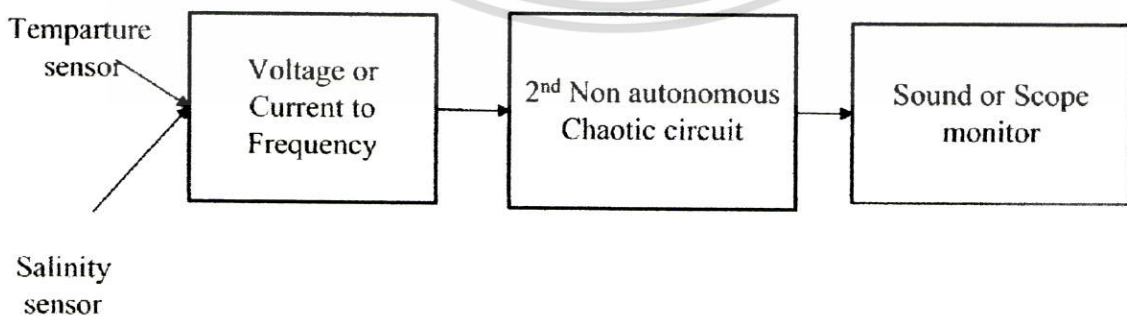 Temparture
sensor
Salinity
sensor
Voltage or
Current to
Frequency
2nd Non autonomous
Chaotic circuit
Sound or Scope
monitor